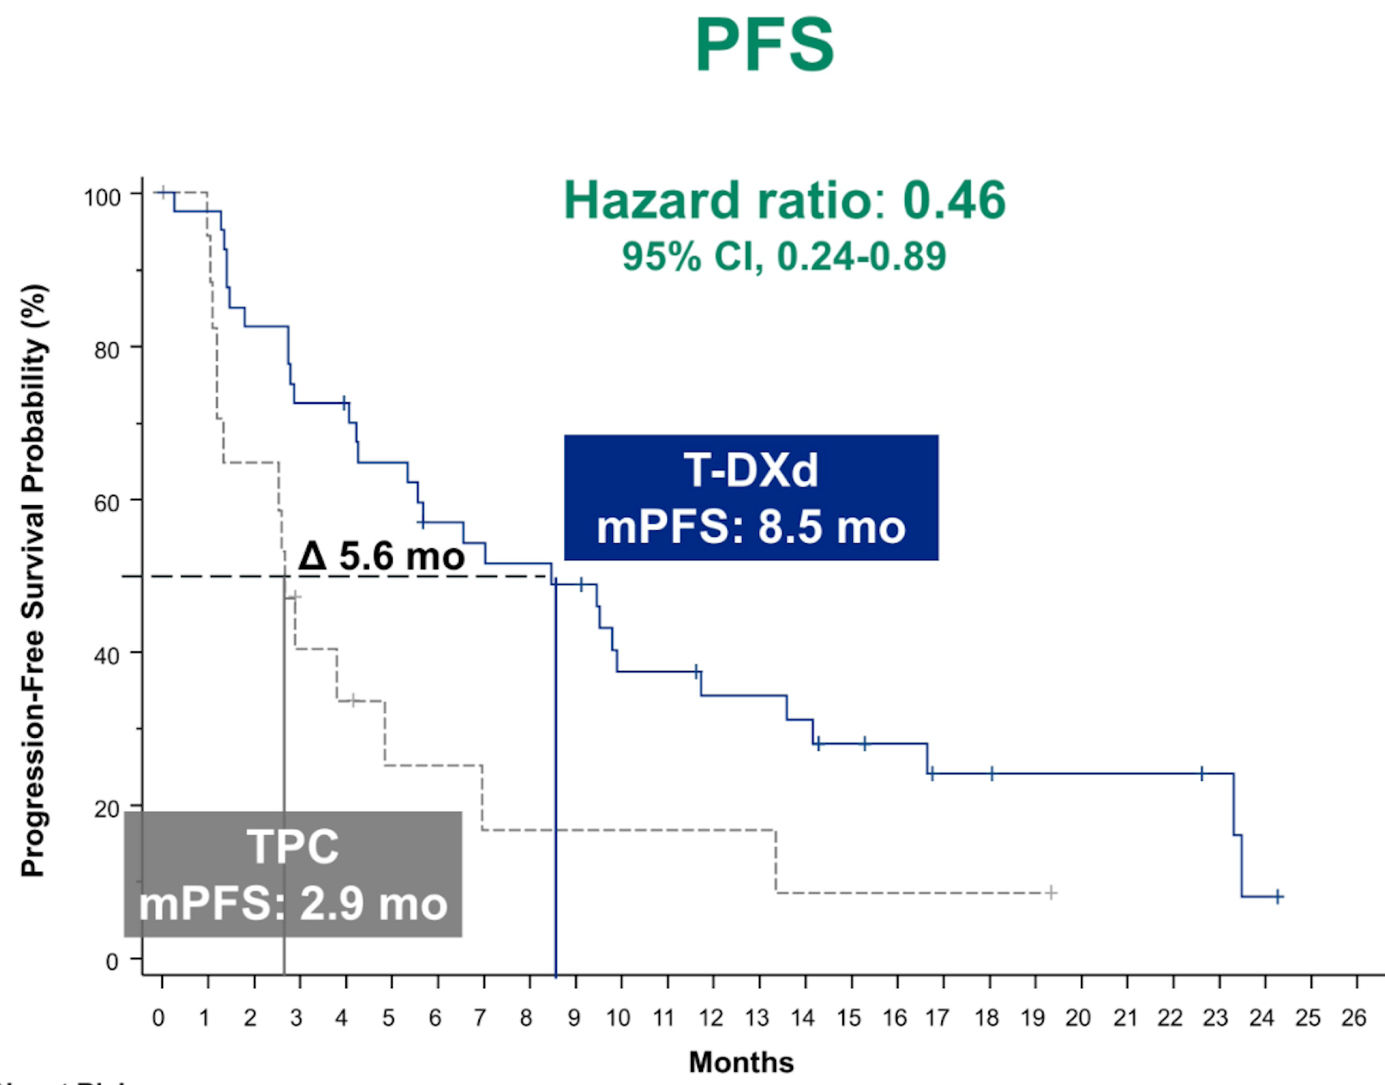 PFS
Hazard ratio: 0.46
95% CI, 0.24-0.89
Progression-Free Survival Probability (%)
100
80
60
40
20
0
T-DXd
mPFS: 8.5 mo
Δ 5.6 mo
TPC
mPFS: 2.9 mo
0 1 2 3 4 5 6 7 8 9 10 11 12 13 14 15 16 17 18 19 20 21 22 23 24 25 26
Months